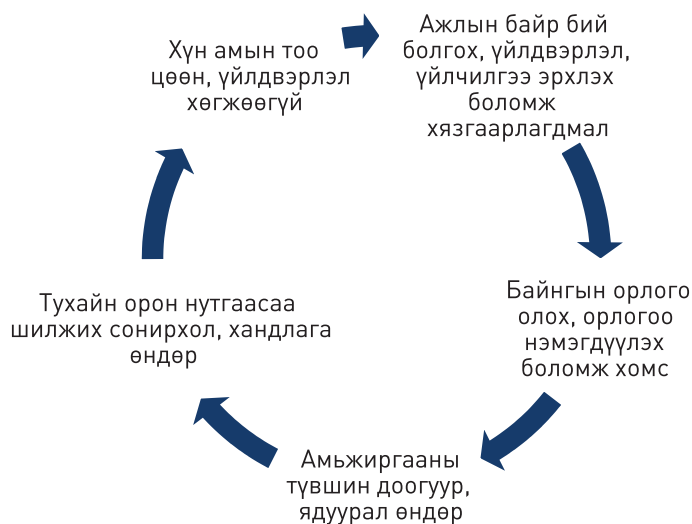 Хүн амын тоо
цөөн, үйлдвэрлэл
хөгжөөгүй
Ажлын байр бий
болгох, үйлдвэрлэл,
үйлчилгээ эрхлэх
боломж
хязгаарлагдмал
Байнгын орлого
олох, орлогоо
нэмэгдүүлэх
боломж хомс
Амьжиргааны
түвшин доогуур,
ядуурал өндөр
Тухайн орон нутгаасаа
шилжих сонирхол, хандлага
өндөр